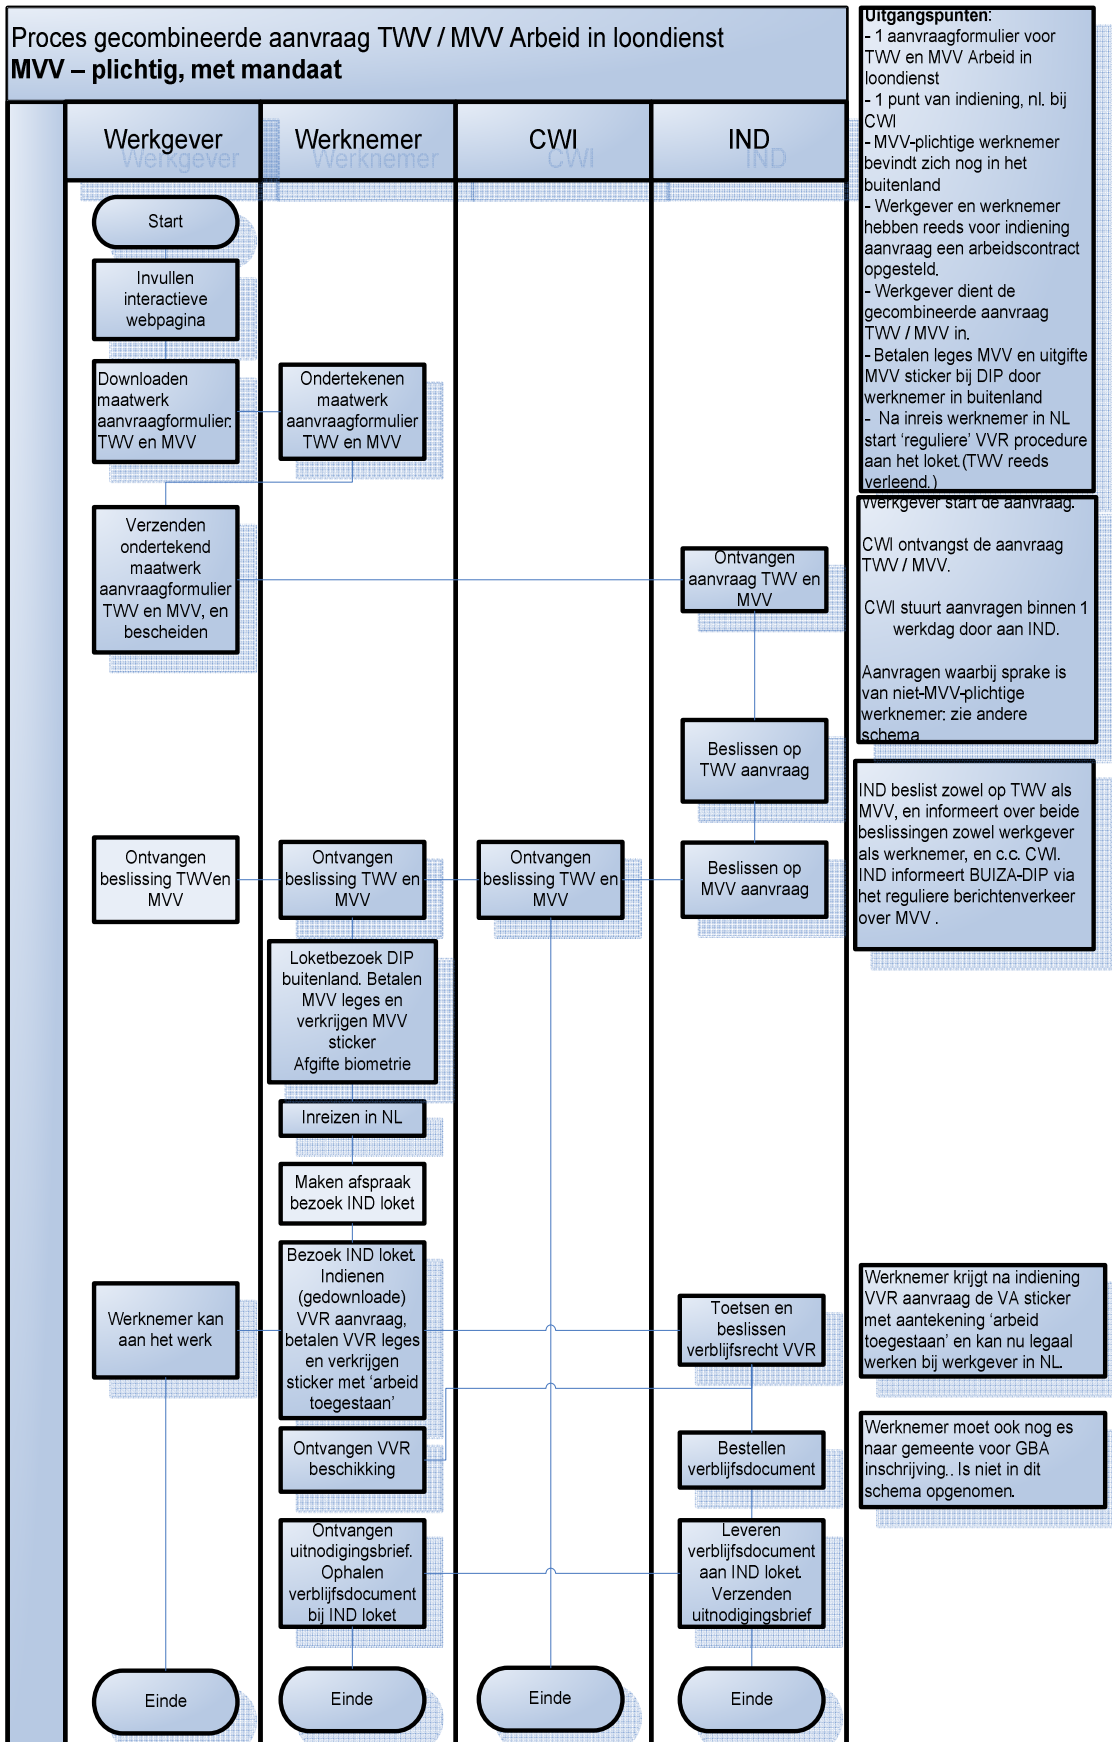 Proces gecombineerde aanvraag TWV / MVV Arbeid in loondienst
MVV – plichtig, met mandaat
Werkgever
Werknemer
CWI
IND
Start
Invullen
interactieve
webpagina
Downloaden
maatwerk
aanvraagformulier:
TWV en MVV
Ondertekenen
maatwerk
aanvraagformulier
TWV en MVV
Verzenden
ondertekend
maatwerk
aanvraagformulier
TWV en MVV, en
bescheiden
Ontvangen
aanvraag TWV en
MVV
Beslissen op
TWV aanvraag
Ontvangen
beslissing TWVen
MVV
Ontvangen
beslissing TWV en
MVV
Ontvangen
beslissing TWV en
MVV
Beslissen op
MVV aanvraag
Loketbezoek DIP
buitenland. Betalen
MVV leges en
verkrijgen MVV
sticker
Afgifte biometrie
Inreizen in NL
Maken afspraak
bezoek IND loket
Werknemer kan
aan het werk
Bezoek IND loket.
Indienen
(gedownloade)
VVR aanvraag,
betalen VVR leges
en verkrijgen
sticker met ‘arbeid
toegestaan’
Toetsen en
beslissen
verblijfsrecht VVR
Ontvangen VVR
beschikking
Bestellen
verblijfsdocument
Ontvangen
uitnodigingsbrief.
Ophalen
verblijfsdocument
bij IND loket
Leveren
verblijfsdocument
aan IND loket.
Verzenden
uitnodigingsbrief
Einde
Einde
Einde
Einde
Uitgangspunten:
- 1 aanvraagformulier voor
TWV en MVV Arbeid in
loondienst
- 1 punt van indiening, nl. bij
CWI
- MVV-plichtige werknemer
bevindt zich nog in het
buitenland
- Werkgever en werknemer
hebben reeds voor indiening
aanvraag een arbeidscontract
opgesteld.
- Werkgever dient de
gecombineerde aanvraag
TWV / MVV in.
- Betalen leges MVV en uitgifte
MVV sticker bij DIP door
werknemer in buitenland
- Na inreis werknemer in NL
start ‘reguliere’ VVR procedure
aan het loket.(TWV reeds
verleend.)
Werkgever start de aanvraag.
CWI ontvangst de aanvraag
TWV / MVV.
CWI stuurt aanvragen binnen 1
werkdag door aan IND.
Aanvragen waarbij sprake is
van niet-MVV-plichtige
werknemer: zie andere
schema
IND beslist zowel op TWV als
MVV, en informeert over beide
beslissingen zowel werkgever
als werknemer, en c.c. CWI.
IND informeert BUIZA-DIP via
het reguliere berichtenverkeer
over MVV .
Werknemer krijgt na indiening
VVR aanvraag de VA sticker
met aantekening ‘arbeid
toegestaan’ en kan nu legaal
werken bij werkgever in NL.
Werknemer moet ook nog es
naar gemeente voor GBA
inschrijving.. Is niet in dit
schema opgenomen.